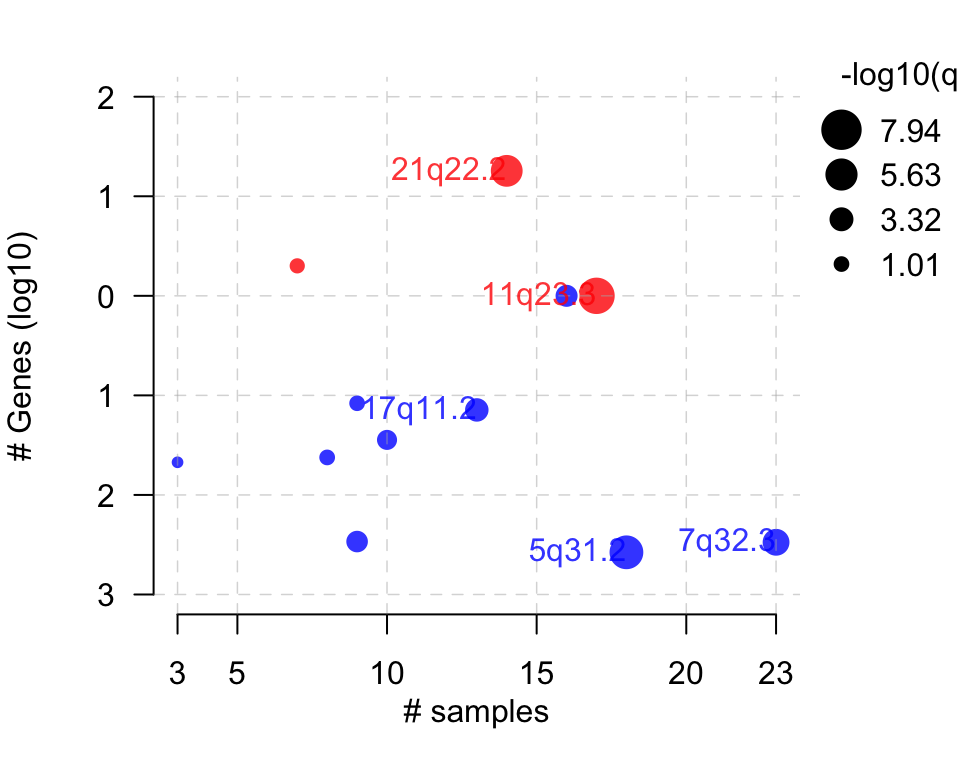 -log10(q
7.94
5.63
3.32
1.01
2
1
0
1
2
3
# Genes (log10)
21q22.2
11q23.3
17q11.2
5q31.2
7q32.3
3 5 10 15 20 23
# samples